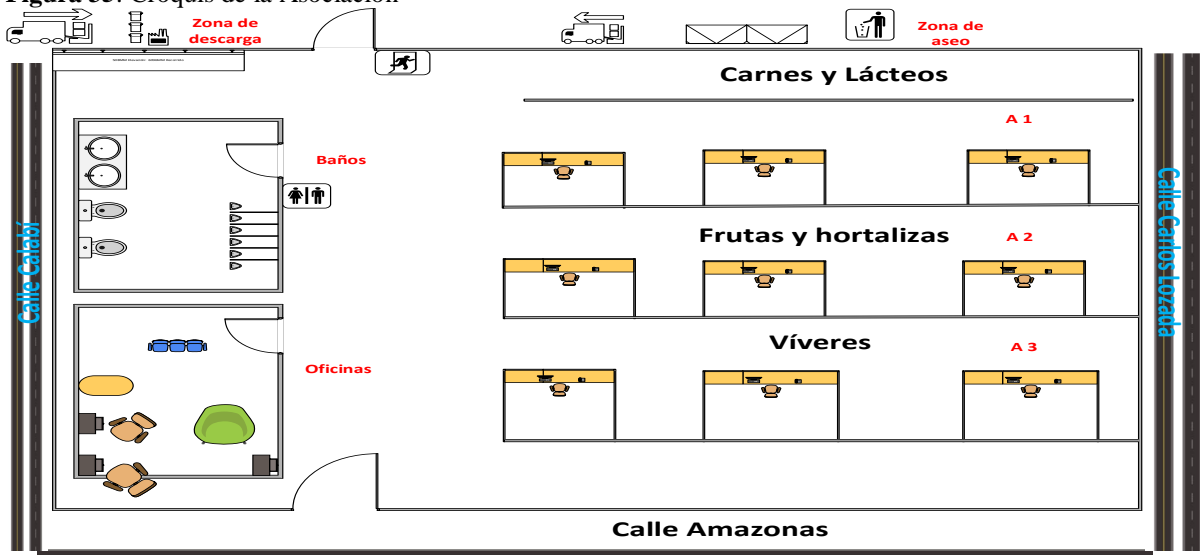 Figura 35: Croquis de la Asociación
Zona de
descarga
Zona de
aseo
Carnes y Lácteos
A 1
Baños
Frutas y hortalizas
A 2
Víveres
A 3
Oficinas
Calle Calabí
Calle Carlos Lozada
Calle Amazonas